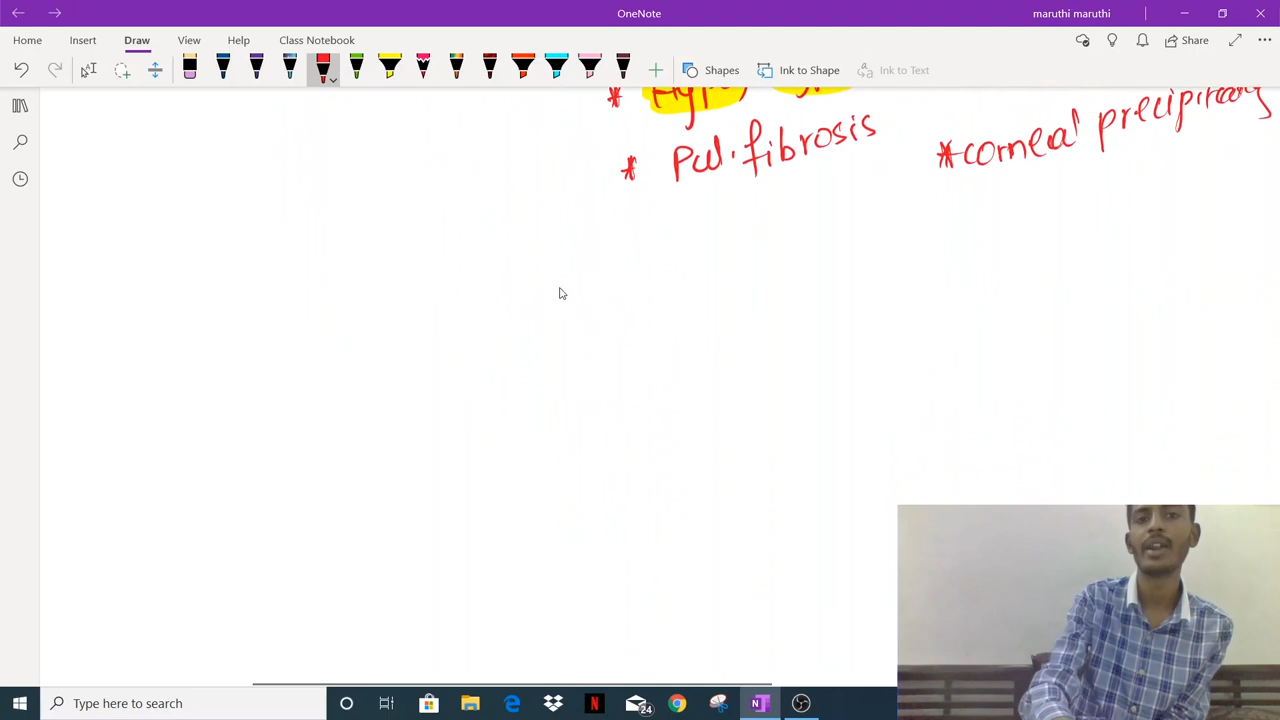 OneNote
maruthi maruthi
Home Insert Draw View Help Class Notebook
Share
Shapes
Ink to Shape
Ink to Text
* Pul. fibrosis
*corneal precipitary
Type here to search
24
N